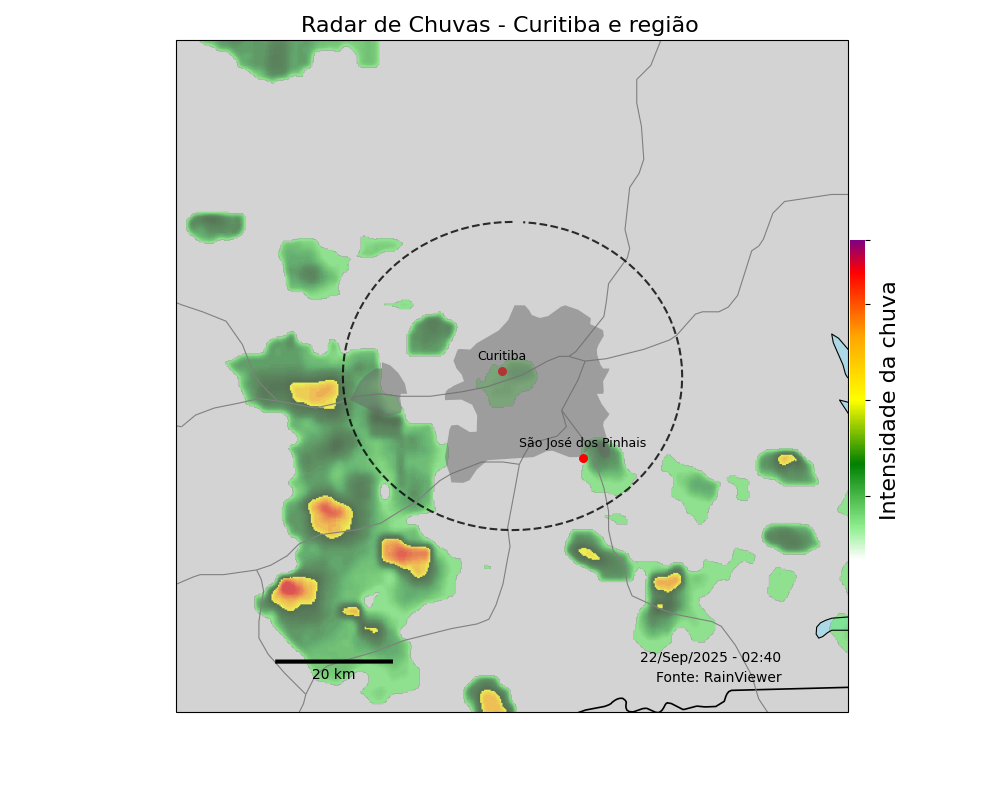 Radar de Chuvas - Curitiba e região
Curitiba
São José dos Pinhais
Intensidade da chuva
22/Sep/2025 - 02:40
Fonte: RainViewer
20 km